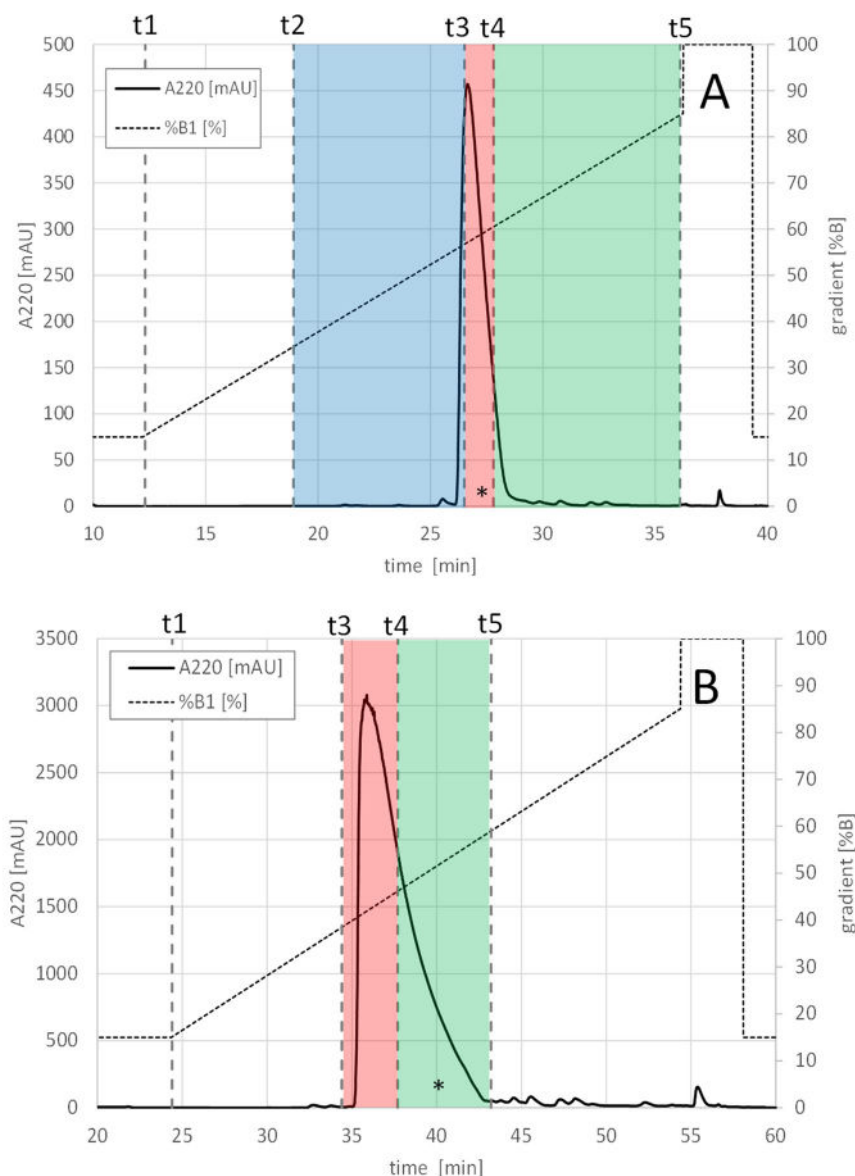 t1 t2 t3 t4 t5
500 100
450 90
400 80
350 70
300 60
250 50
200 40
150 30
100 20
50 10
0 0
A220 [mAU]
%B1 [%]
A
A220 [mAU]
gradient [%B]
*
10 15 20 25 30 35 40
time [min]
t1 t3 t4 t5
3500 100
3000 90
2500 80
2000 70
1500 60
1000 50
500 40
0 30
20
10
0
A220 [mAU]
%B1 [%]
B
A220 [mAU]
gradient [%B]
*
20 25 30 35 40 45 50 55 60
time [min]